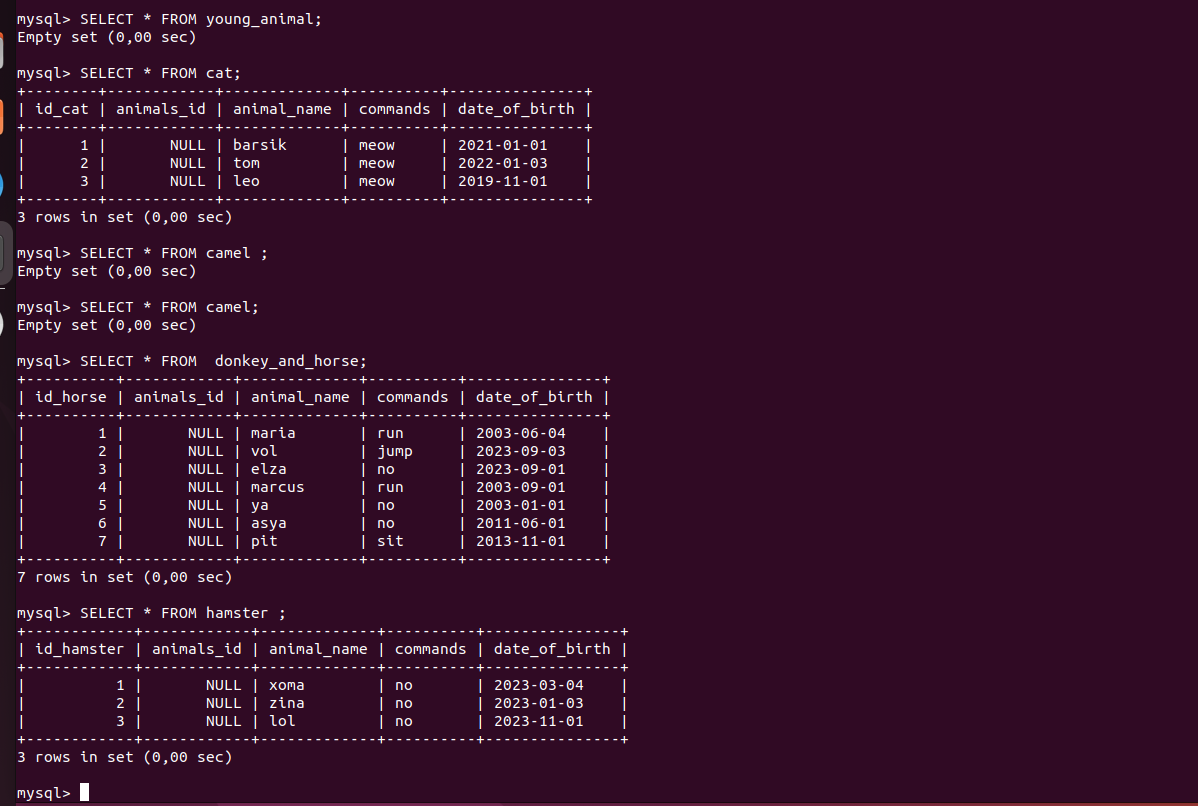 mysql> SELECT * FROM young_animal;
Empty set (0,00 sec)
mysql> SELECT * FROM cat;
+--------+------------+-------------+----------+---------------+
| id_cat | animals_id | animal_name | commands | date_of_birth |
+--------+------------+-------------+----------+---------------+
|      1 |       NULL | barsik      | meow     | 2021-01-01    |
|      2 |       NULL | tom         | meow     | 2022-01-03    |
|      3 |       NULL | leo         | meow     | 2019-11-01    |
+--------+------------+-------------+----------+---------------+
3 rows in set (0,00 sec)
mysql> SELECT * FROM camel ;
Empty set (0,00 sec)
mysql> SELECT * FROM camel;
Empty set (0,00 sec)
mysql> SELECT * FROM  donkey_and_horse;
+----------+------------+-------------+----------+---------------+
| id_horse | animals_id | animal_name | commands | date_of_birth |
+----------+------------+-------------+----------+---------------+
|        1 |       NULL | maria       | run      | 2003-06-04    |
|        2 |       NULL | vol         | jump     | 2023-09-03    |
|        3 |       NULL | elza        | no       | 2023-09-01    |
|        4 |       NULL | marcus      | run      | 2003-09-01    |
|        5 |       NULL | ya          | no       | 2003-01-01    |
|        6 |       NULL | asya        | no       | 2011-06-01    |
|        7 |       NULL | pit         | sit      | 2013-11-01    |
+----------+------------+-------------+----------+---------------+
7 rows in set (0,00 sec)
mysql> SELECT * FROM hamster ;
+------------+------------+-------------+----------+---------------+
| id_hamster | animals_id | animal_name | commands | date_of_birth |
+------------+------------+-------------+----------+---------------+
|          1 |       NULL | xoma        | no       | 2023-03-04    |
|          2 |       NULL | zina        | no       | 2023-01-03    |
|          3 |       NULL | lol         | no       | 2023-11-01    |
+------------+------------+-------------+----------+---------------+
3 rows in set (0,00 sec)
mysql>